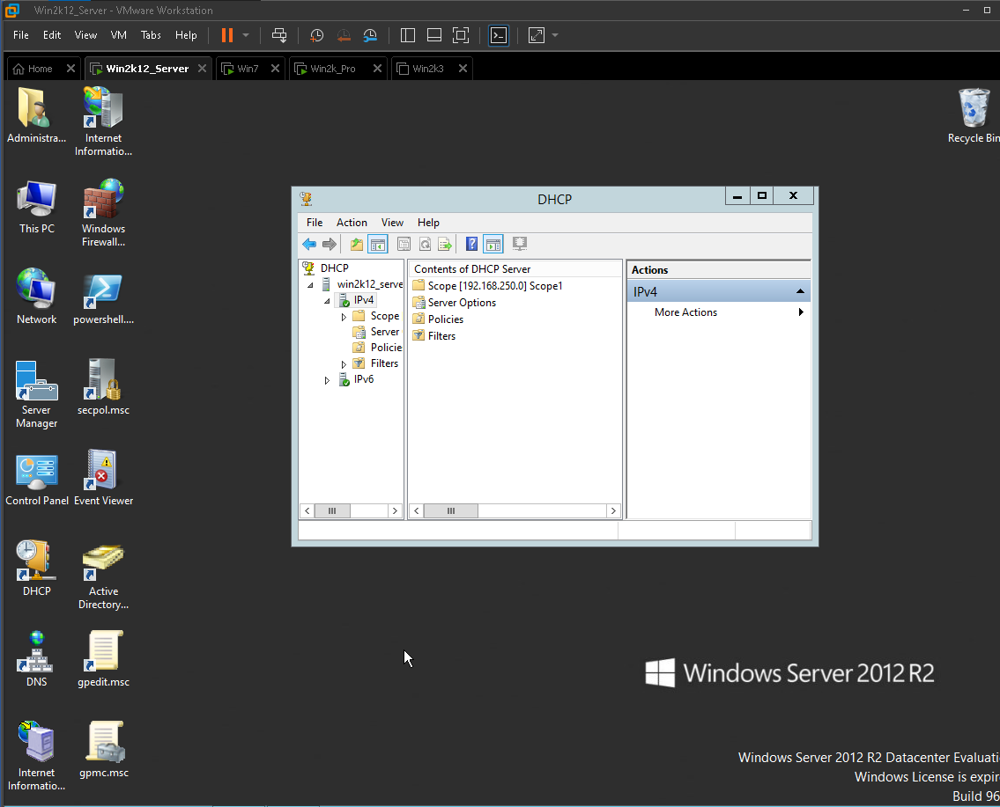 Win2k12_Server - VMware Workstation
File Edit View VM Tabs Help
Home Win2k12_Server Win7 Win2k_Pro Win2k3
Administra...
Internet
Informatio...
Recycle Bin
This PC
Windows
Firewall...
Network
powershell....
Server
Manager
secpol.msc
Control Panel
Event Viewer
DHCP
Active
Directory...
DNS
gpedit.msc
Internet
Informatio...
gpmc.msc
DHCP
File Action View Help
DHCP
win2k12_serve
IPv4
Scope
Server
Policie
Filters
IPv6
Contents of DHCP Server
Scope [192.168.250.0] Scope1
Server Options
Policies
Filters
Actions
IPv4
More Actions
Windows Server 2012 R2
Windows Server 2012 R2 Datacenter Evaluati
Windows License is expir
Build 96